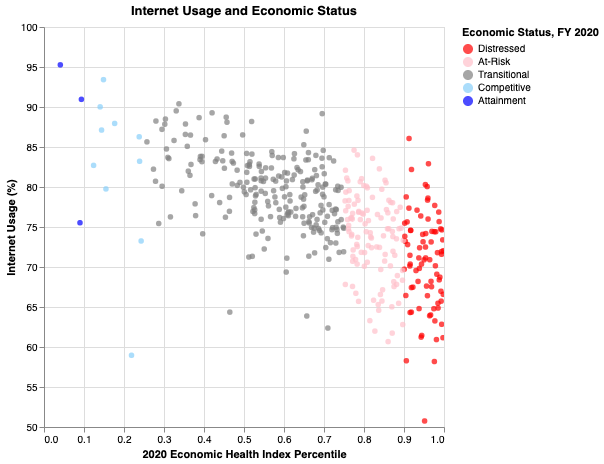 Internet Usage and Economic Status
Economic Status, FY 2020
Distressed
At-Risk
Transitional
Competitive
Attainment
Internet Usage (%)
100
95
90
85
80
75
70
65
60
55
50
0.0 0.1 0.2 0.3 0.4 0.5 0.6 0.7 0.8 0.9 1.0
2020 Economic Health Index Percentile